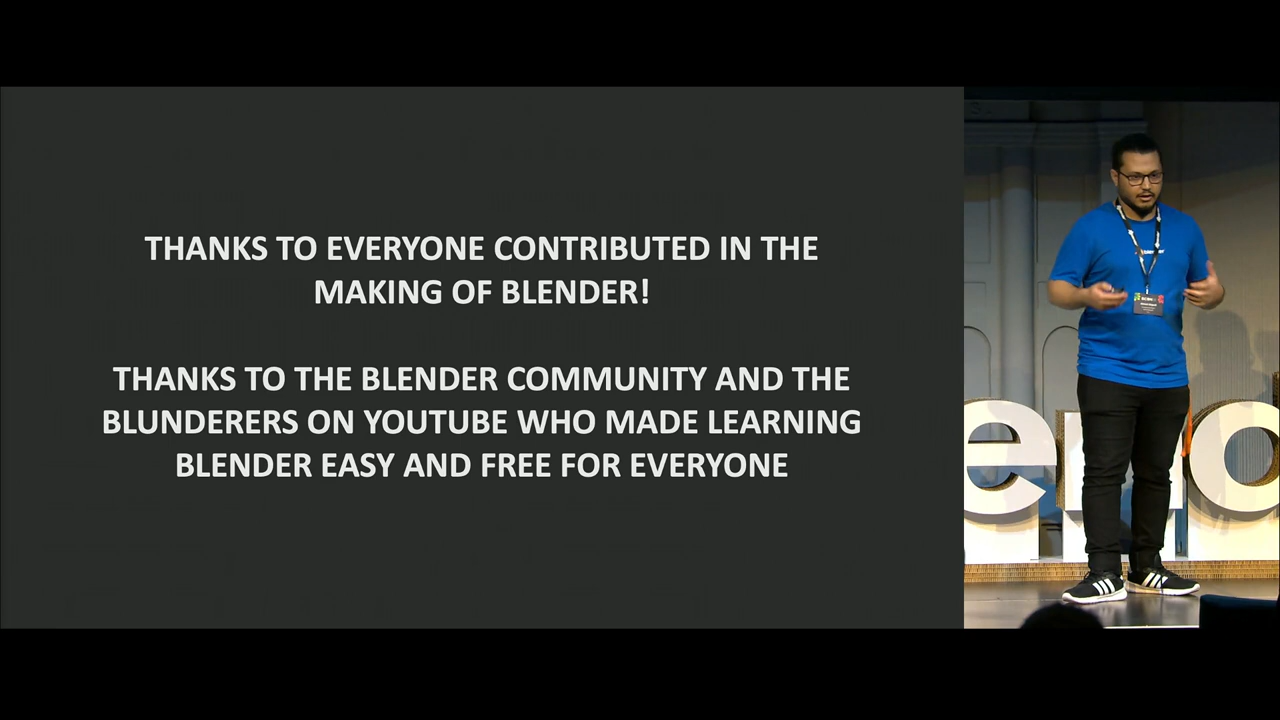 THANKS TO EVERYONE CONTRIBUTED IN THE
MAKING OF BLENDER!
THANKS TO THE BLENDER COMMUNITY AND THE
BLUNDERERS ON YOUTUBE WHO MADE LEARNING
BLENDER EASY AND FREE FOR EVERYONE